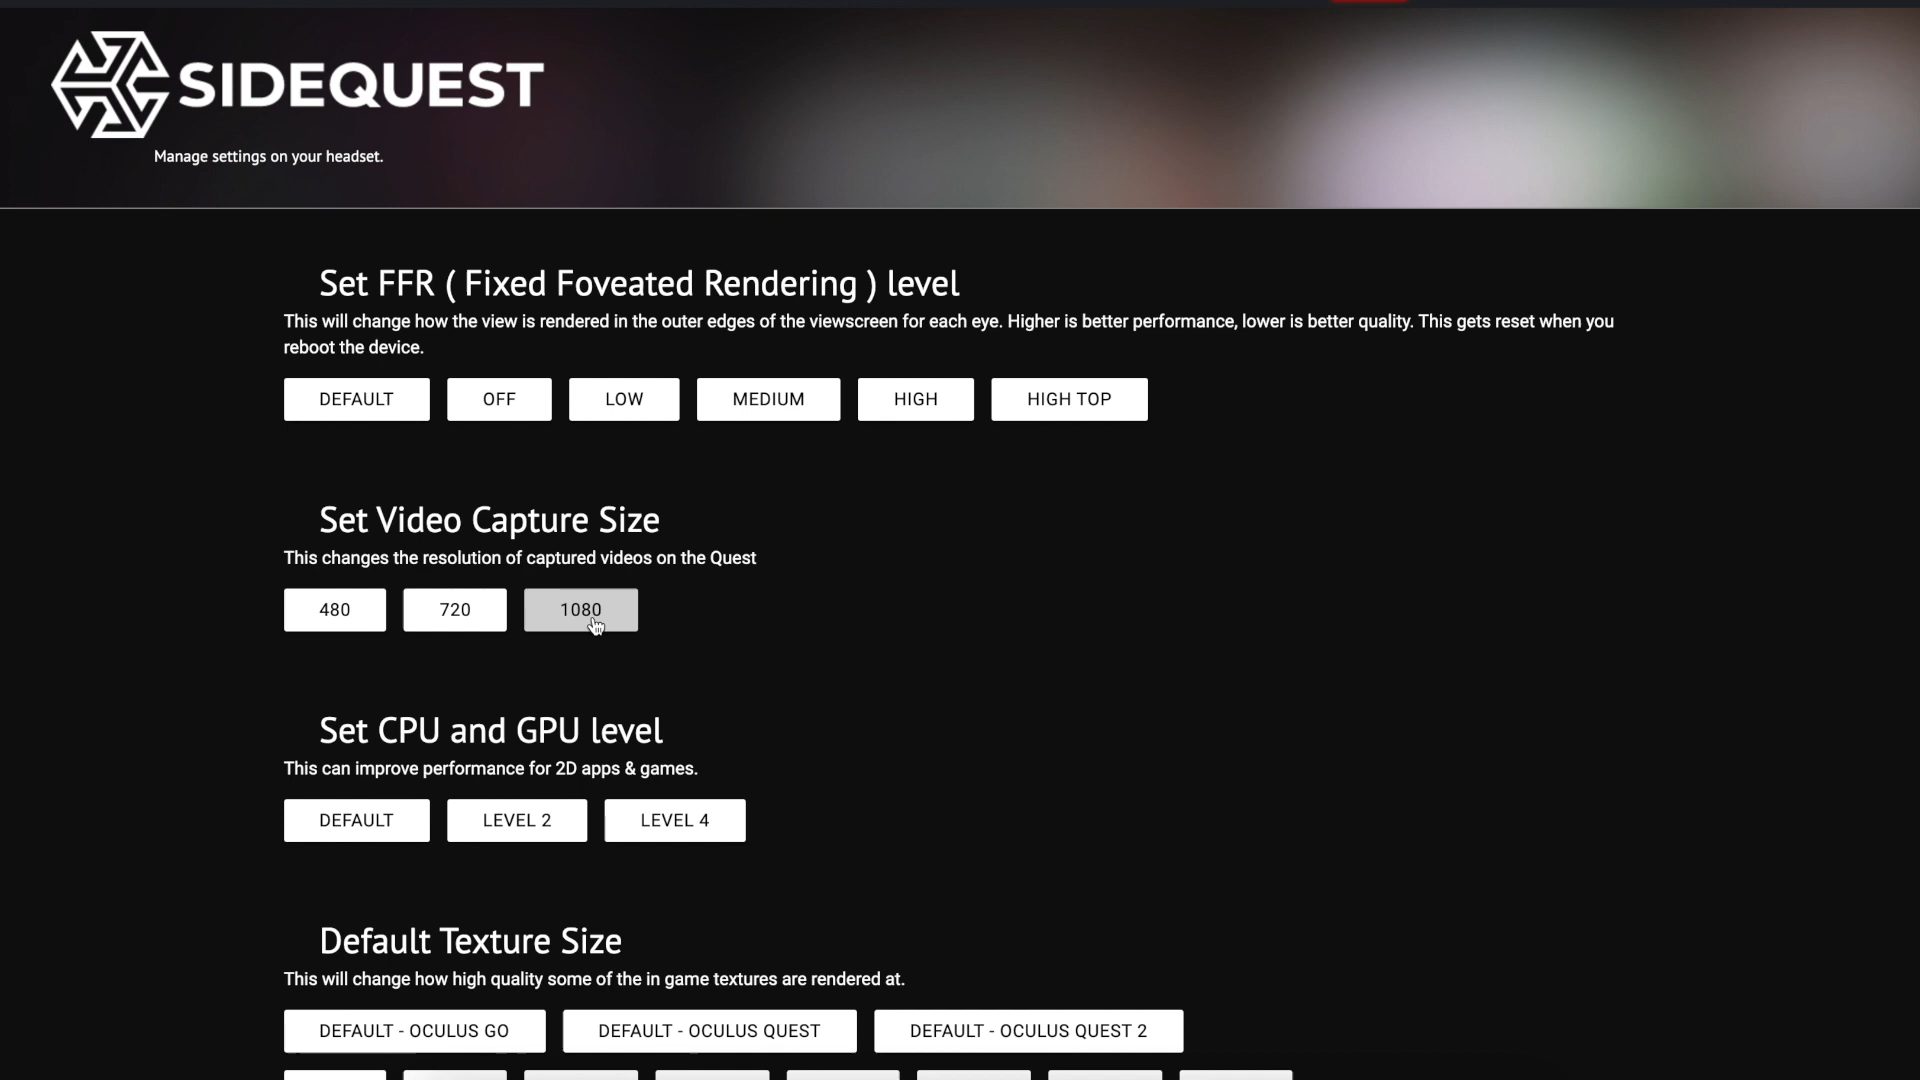 SIDEQUEST
Manage settings on your headset.
Set FFR ( Fixed Foveated Rendering ) level
This will change how the view is rendered in the outer edges of the viewscreen for each eye. Higher is better performance, lower is better quality. This gets reset when you
reboot the device.
DEFAULT OFF LOW MEDIUM HIGH HIGH TOP
Set Video Capture Size
This changes the resolution of captured videos on the Quest
480 720 1080
Set CPU and GPU level
This can improve performance for 2D apps & games.
DEFAULT LEVEL 2 LEVEL 4
Default Texture Size
This will change how high quality some of the in game textures are rendered at.
DEFAULT - OCULUS GO DEFAULT - OCULUS QUEST DEFAULT - OCULUS QUEST 2